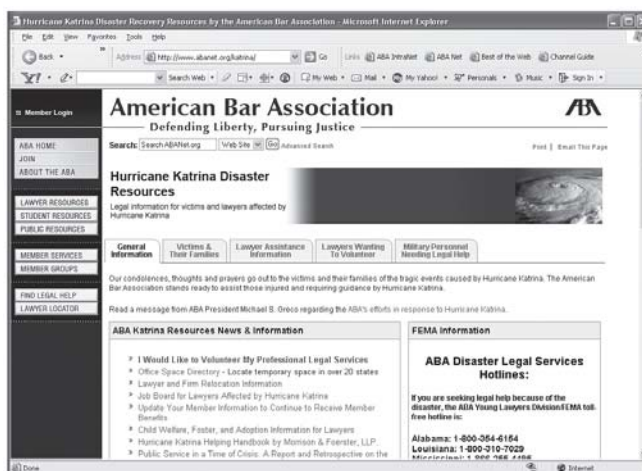 Hurricane Katrina Disaster Recovery Resources by the American Bar Association - Microsoft Internet Explorer
File Edit View Favorites Tools Help
Back
Address http://www.abanet.org/katrina/ Go Links ABA Intranet ABA Net Best of the Web Channel Guide
Y! Search Web My Web Mail My Yahoo! Personals Music Sign In
Member Login
American Bar Association
Defending Liberty, Pursuing Justice
ABA
Search: Search ABANet.org Web Site Go Advanced Search
Print | Email This Page
ABA HOME
JOIN
ABOUT THE ABA
LAWYER RESOURCES
STUDENT RESOURCES
PUBLIC RESOURCES
MEMBER SERVICES
MEMBER GROUPS
FIND LEGAL HELP
LAWYER LOCATOR
Hurricane Katrina Disaster
Resources
Legal information for victims and lawyers affected by
Hurricane Katrina
General Information
Victims & Their Families
Lawyer Assistance Information
Lawyers Wanting To Volunteer
Military Personnel Needing Legal Help
Our condolences, thoughts and prayers go out to the victims and their families of the tragic events caused by Hurricane Katrina. The American
Bar Association stands ready to assist those injured and requiring guidance by Hurricane Katrina.
Read a message from ABA President Michael S. Greco regarding the ABA's efforts in response to Hurricane Katrina.
ABA Katrina Resources News & Information
I Would Like to Volunteer My Professional Legal Services
Office Space Directory - Locate temporary space in over 20 states
Lawyer and Firm Relocation Information
Job Board for Lawyers Affected by Hurricane Katrina
Update Your Member Information to Continue to Receive Member
Benefits
Child Welfare, Foster, and Adoption Information for Lawyers
Hurricane Katrina Helping Handbook by Morrison & Foerster, LLP.
Public Service in a Time of Crisis: A Report and Retrospective on the
FEMA Information
ABA Disaster Legal Services
Hotlines:
If you are seeking legal help because of the
disaster, the ABA Young Lawyers Division/FEMA toll-
free hotline is:
Alabama: 1-800-354-6154
Louisiana: 1-800-310-7029
Done
Internet